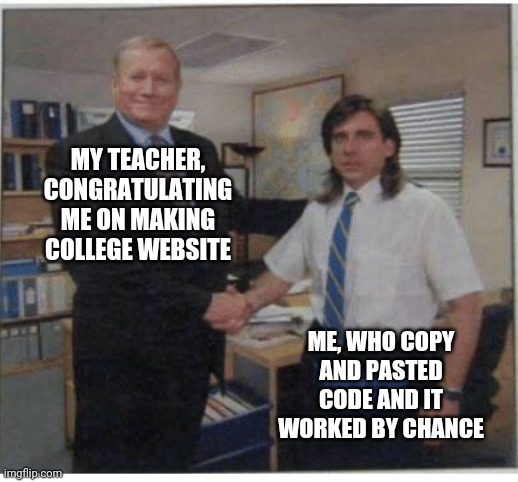 MY TEACHER,
CONGRATULATING
ME ON MAKING
COLLEGE WEBSITE
ME, WHO COPY
AND PASTED
CODE AND IT
WORKED BY CHANCE
imgflip.com